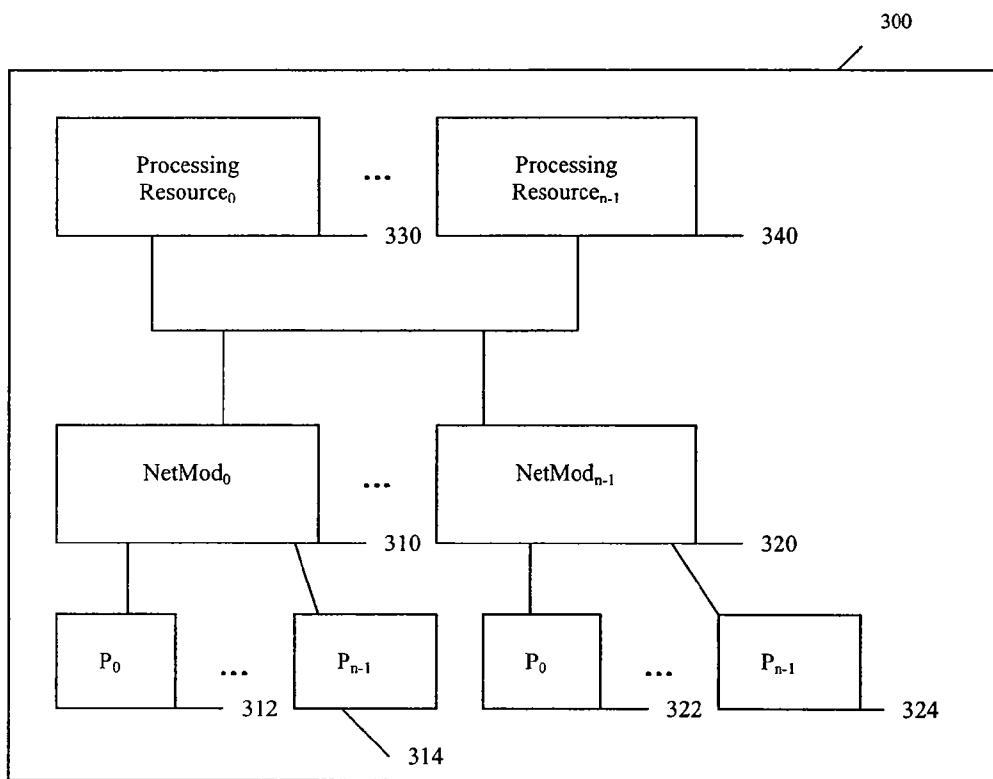 300
Processing
Resource₀
...
Processing
Resourceₙ₋₁
330
340
NetMod₀
...
NetModₙ₋₁
310
320
P₀
...
Pₙ₋₁
P₀
...
Pₙ₋₁
312
322
324
314